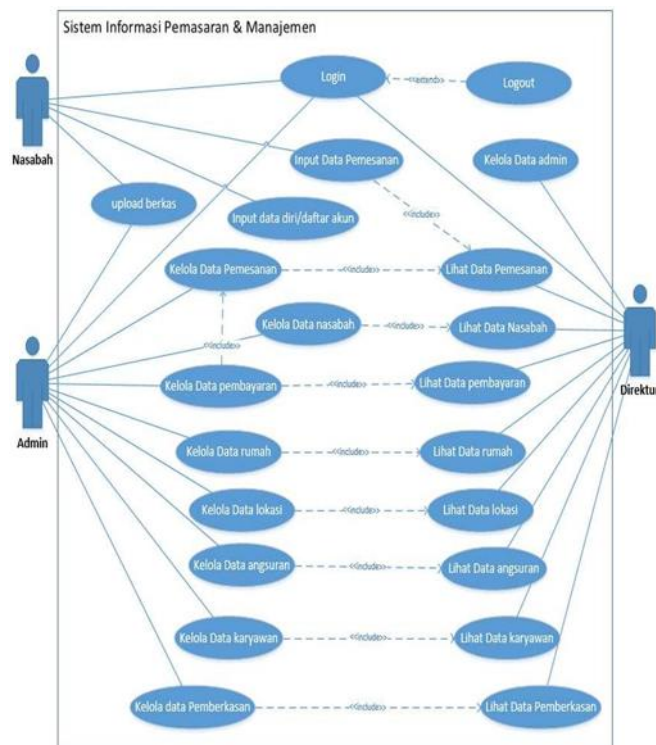 Sistem Informasi Pemasaran & Manajemen
Login
<<extend>>
Logout
Nasabah
Input Data Pemesanan
Kelola Data admin
upload berkas
<<include>>
Input data diri/daftar akun
Kelola Data Pemesanan
<<include>>
Lihat Data Pemesanan
Kelola Data nasabah
<<include>>
Lihat Data Nasabah
<<include>>
Kelola Data pembayaran
<<include>>
Lihat Data pembayaran
Admin
Direktur
Kelola Data rumah
<<include>>
Lihat Data rumah
Kelola Data lokasi
<<include>>
Lihat Data lokasi
Kelola Data angsuran
<<include>>
Lihat Data angsuran
Kelola Data karyawan
<<include>>
Lihat Data karyawan
Kelola data Pemberkasan
<<include>>
Lihat Data Pemberkasan